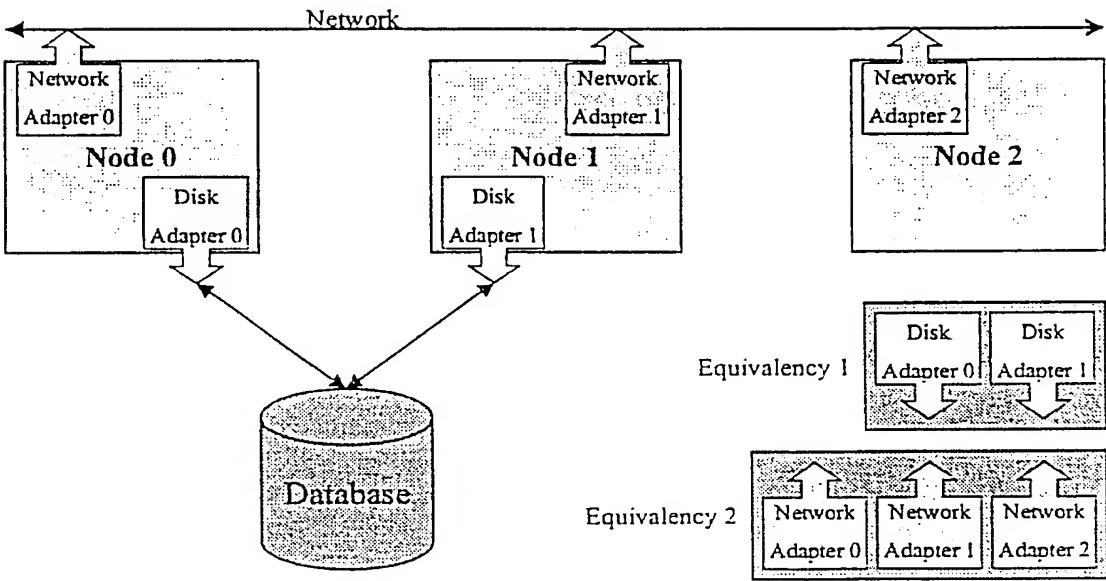 Network
Network
Adapter 0
Node 0
Disk
Adapter 0
Network
Adapter 1
Node 1
Disk
Adapter 1
Network
Adapter 2
Node 2
Database
Equivalency 1
Disk
Adapter 0
Disk
Adapter 1
Equivalency 2
Network
Adapter 0
Network
Adapter 1
Network
Adapter 2